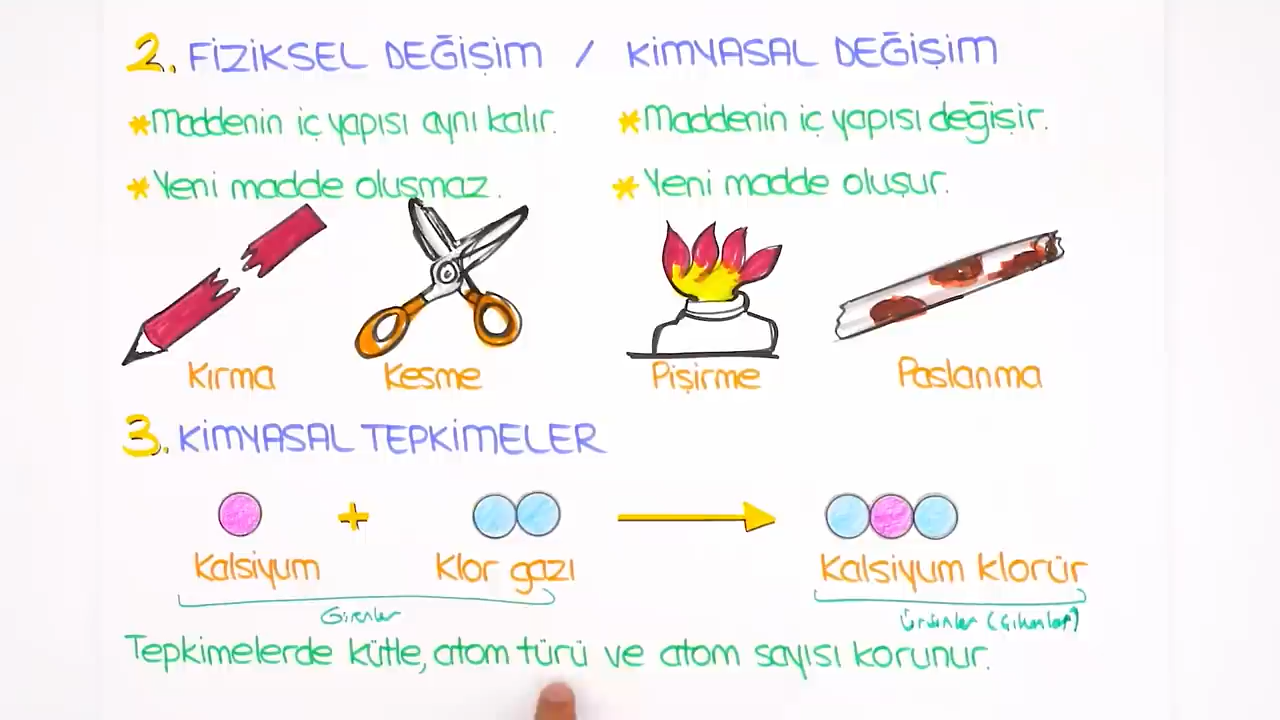 2. FİZİKSEL DEĞİŞİM / KİMYASAL DEĞİŞİM
*Maddenin iç yapısı aynı kalır.
*Maddenin iç yapısı değişir.
*Yeni madde oluşmaz.
*Yeni madde oluşur.
Kırma
Kesme
Pişirme
Paslanma
3. KİMYASAL TEPKİMELER
+
Kalsiyum
Klor gazı
Kalsiyum klorür
Girenler
Ürünler (Çıkanlar)
Tepkimelerde kütle, atom türü ve atom sayısı korunur.